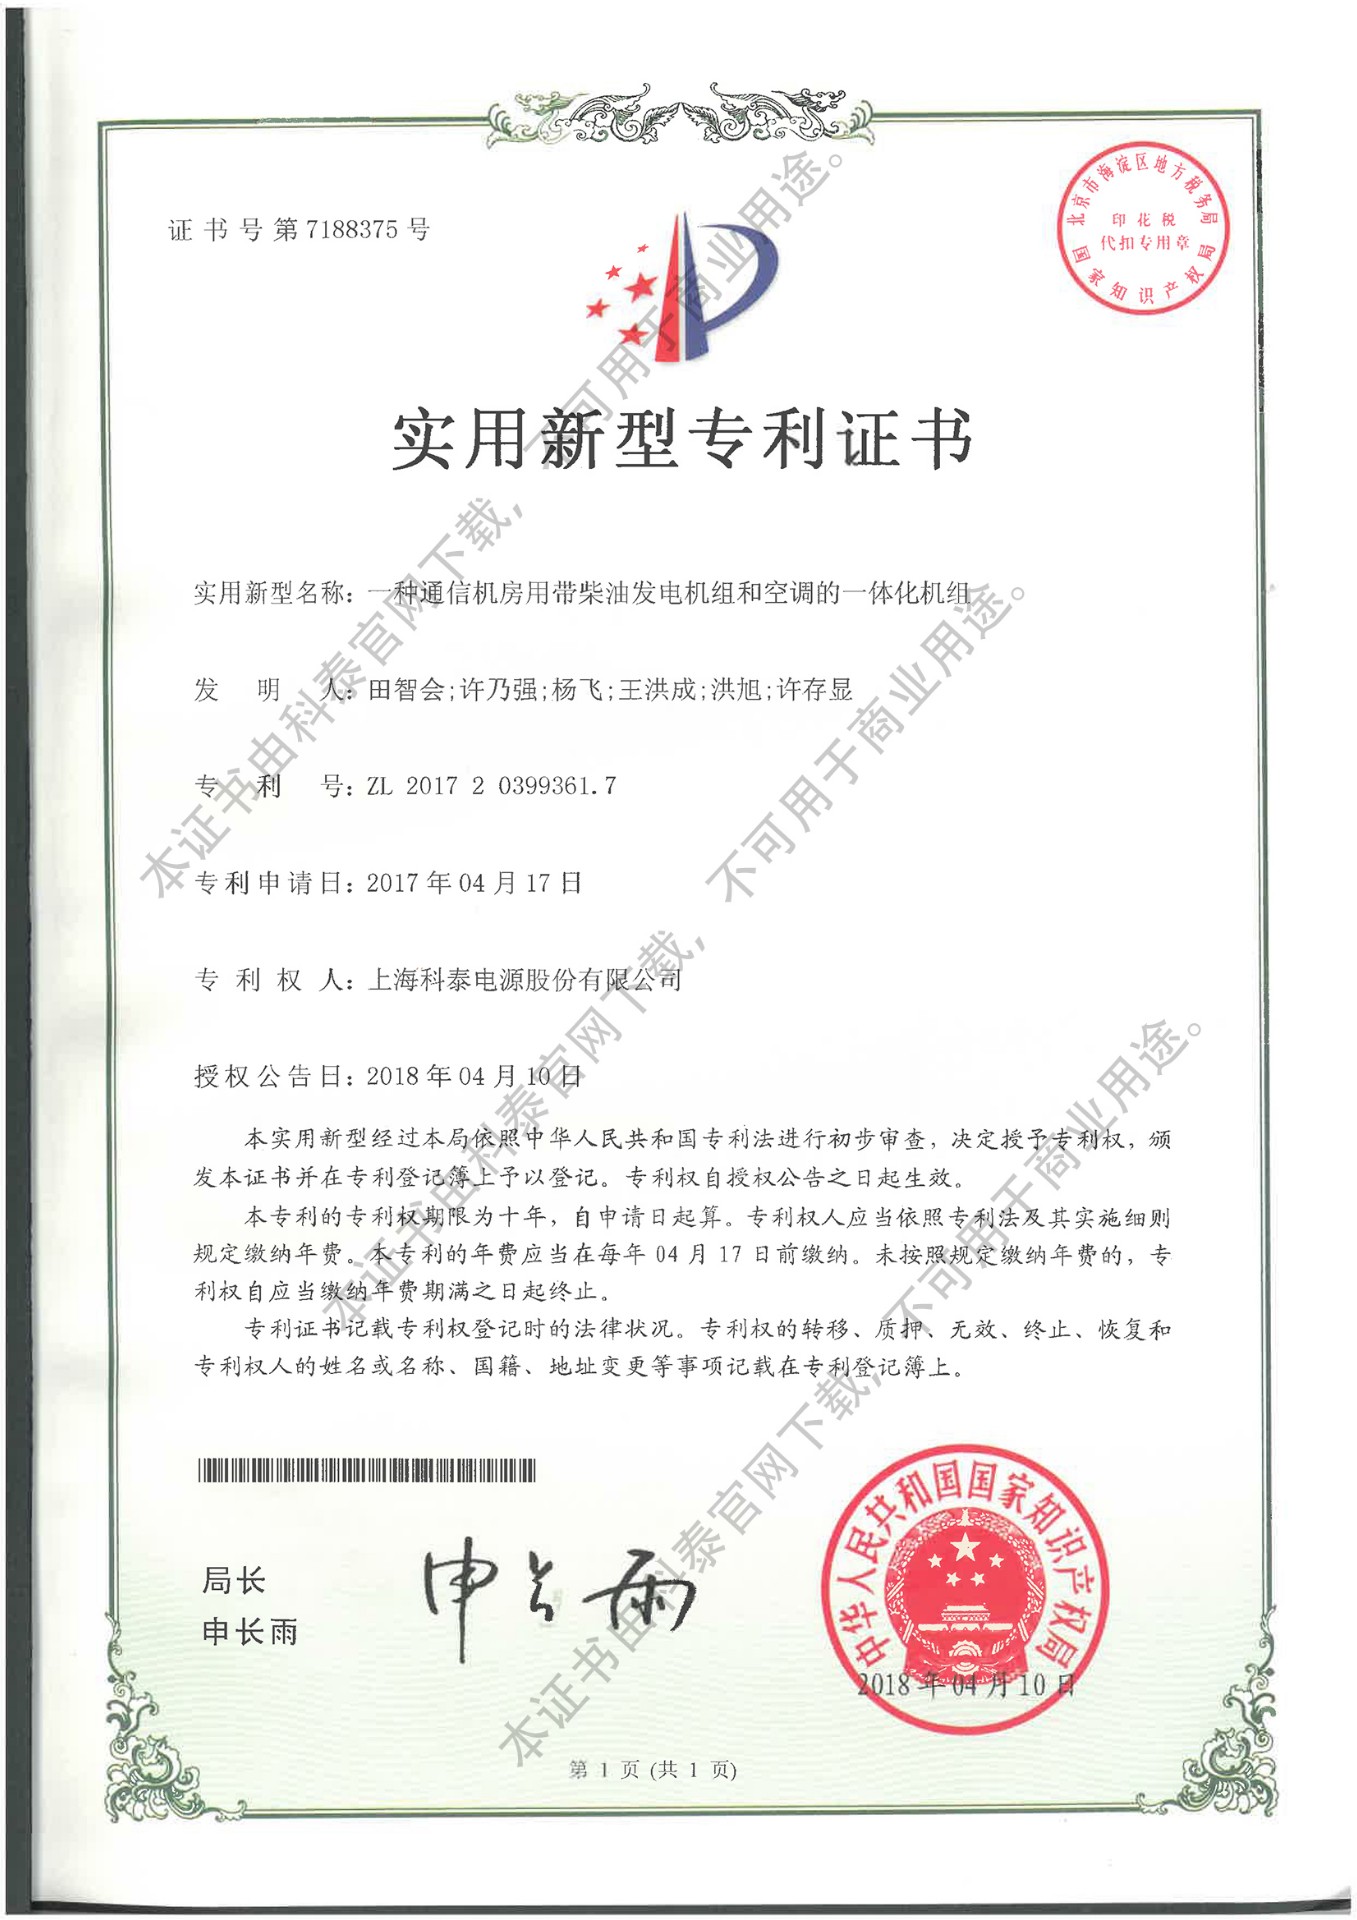 证书号第7188375号
北京市海淀区地方税务局
印花税
代扣专用章
国家知识产权局
实用新型专利证书
实用新型名称：一种通信机房用带柴油发电机组和空调的一体化机组
发明人：田智会;许乃强;杨飞;王洪成;洪旭;许存显
专利号：ZL 2017 2 0399361.7
专利申请日：2017年04月17日
专利权人：上海科泰电源股份有限公司
授权公告日：2018年04月10日
本实用新型经过本局依照中华人民共和国专利法进行初步审查，决定授予专利权，颁
发本证书并在专利登记簿上予以登记。专利权自授权公告之日起生效。
本专利的专利权期限为十年，自申请日起算。专利权人应当依照专利法及其实施细则
规定缴纳年费。本专利的年费应当在每年04月17日前缴纳。未按照规定缴纳年费的，专
利权自应当缴纳年费期满之日起终止。
专利证书记载专利权登记时的法律状况。专利权的转移、质押、无效、终止、恢复和
专利权人的姓名或名称、国籍、地址变更等事项记载在专利登记簿上。
局长
申长雨
申长雨
中华人民共和国国家知识产权局
2018年04月10日
第1页(共1页)
本证书由科泰官网下载，不可用于商业用途。
本证书由科泰官网下载，不可用于商业用途。
本证书由科泰官网下载，不可用于商业用途。